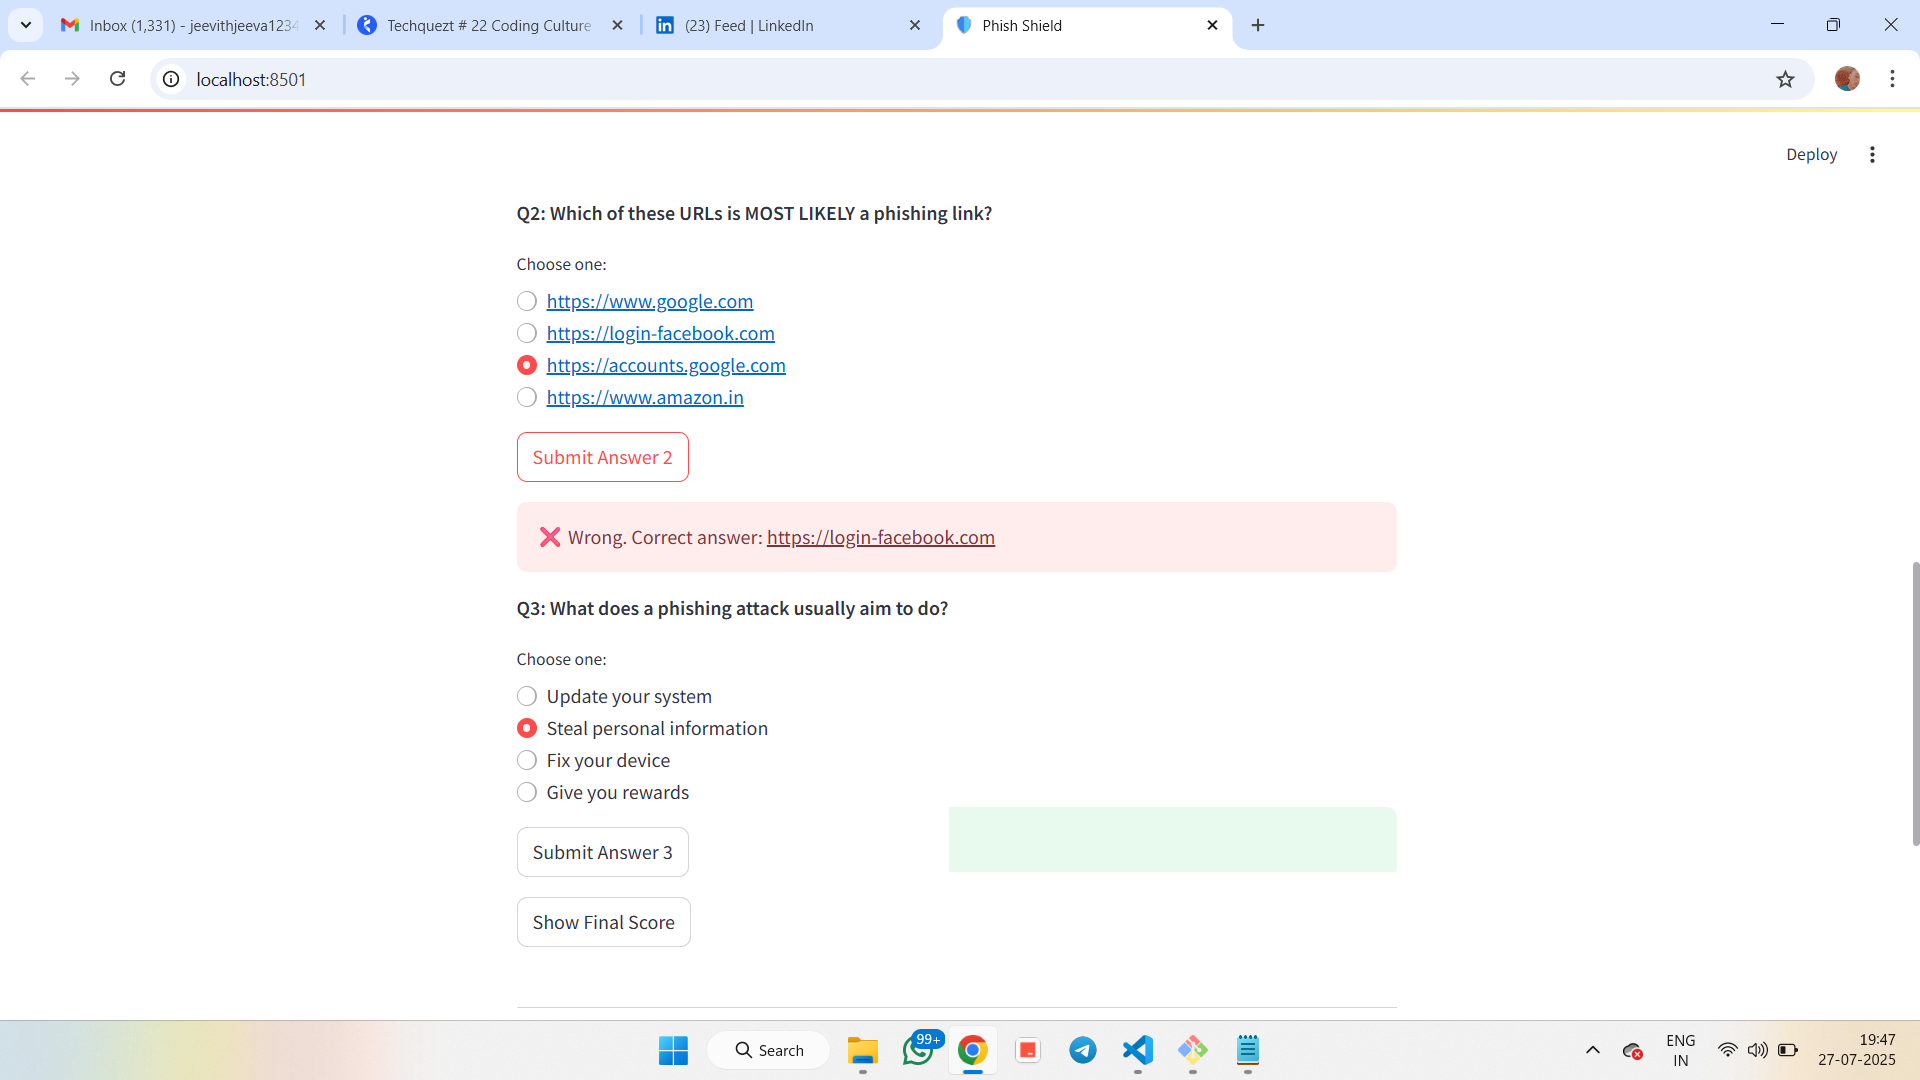 Inbox (1,331) - jeevithjeeva1234
Techquezt # 22 Coding Culture
(23) Feed | LinkedIn
Phish Shield
localhost:8501
Deploy
Q2: Which of these URLs is MOST LIKELY a phishing link?
Choose one:
https://www.google.com
https://login-facebook.com
https://accounts.google.com
https://www.amazon.in
Submit Answer 2
❌ Wrong. Correct answer: https://login-facebook.com
Q3: What does a phishing attack usually aim to do?
Choose one:
Update your system
Steal personal information
Fix your device
Give you rewards
Submit Answer 3
Show Final Score
Search
99+
ENG
IN
19:47
27-07-2025